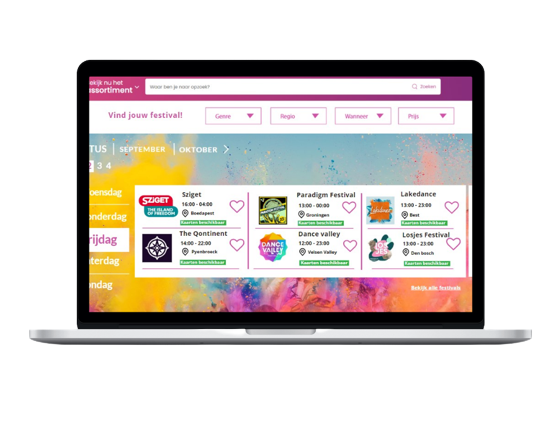 ekijk nu het
assortiment
Waar ben je naar opzoek?
Zoeken
Vind jouw festival!
Genre
Regio
Wanneer
Prijs
TUS | SEPTEMBER | OKTOBER
3 4
oensdag
onderdag
rijdag
terdag
ondag
SZIGET
THE ISLAND
OF FREEDOM
Sziget
16:00 - 04:00
Boedapest
Kaarten beschikbaar
Paradigm Festival
13:00 - 00:00
Groningen
Kaarten beschikbaar
Lakedance
13:00 - 23:00
Best
Kaarten beschikbaar
The Qontinent
14:00 - 22:00
Kaarten beschikbaar
DANCE
VALLEY
Dance valley
12:00 - 23:00
Velsen Valley
Kaarten beschikbaar
Losjes Festival
13:00 - 23:00
Den bosch
Kaarten beschikbaar
Bekijk alle festivals